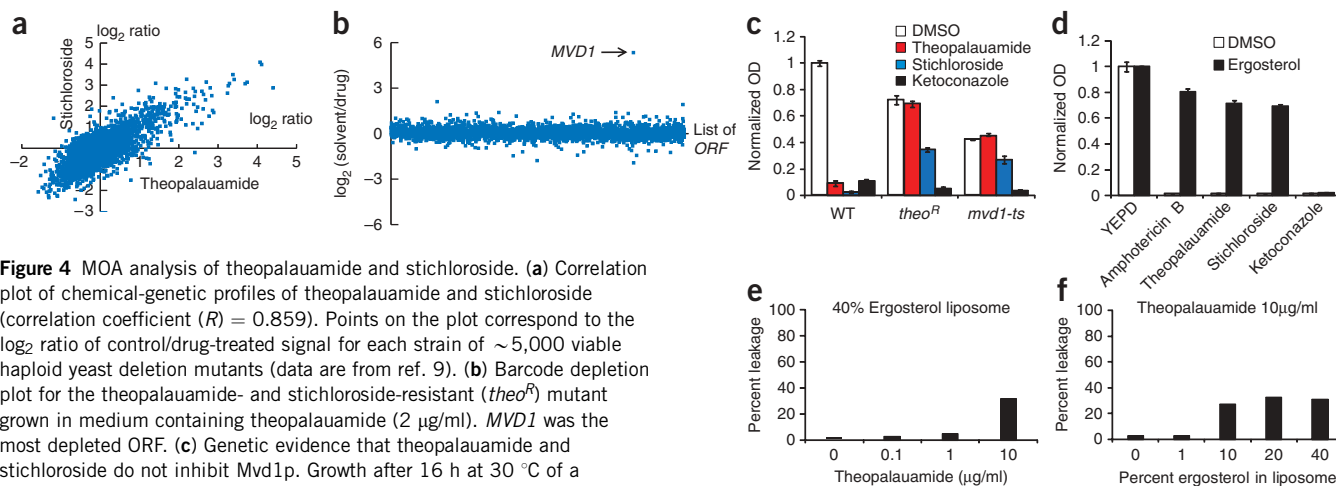 a
log2 ratio
Stichloroside
5
4
3
2
1
log2 ratio
−2
1
2
3
4
5
Theopalauamide
−2
−3
b
6
MVD1
3
0
List of
ORF
−3
−6
log2 (solvent/drug)
c
DMSO
Theopalauamide
Stichloroside
Ketoconazole
Normalized OD
1.2
1
0.8
0.6
0.4
0.2
0
WT
theoR
mvd1-ts
d
DMSO
Ergosterol
Normalized OD
1.2
1.0
0.8
0.6
0.4
0.2
0
YEPD
Amphotericin B
Theopalauamide
Stichloroside
Ketoconazole
Figure 4 MOA analysis of theopalauamide and stichloroside. (a) Correlation
plot of chemical-genetic profiles of theopalauamide and stichloroside
(correlation coefficient (R) = 0.859). Points on the plot correspond to the
log2 ratio of control/drug-treated signal for each strain of ~5,000 viable
haploid yeast deletion mutants (data are from ref. 9). (b) Barcode depletion
plot for the theopalauamide- and stichloroside-resistant (theoR) mutant
grown in medium containing theopalauamide (2 μg/ml). MVD1 was the
most depleted ORF. (c) Genetic evidence that theopalauamide and
stichloroside do not inhibit Mvd1p. Growth after 16 h at 30 °C of a
e
40% Ergosterol liposome
Percent leakage
100
80
60
40
20
0
0
0.1
1
10
Theopalauamide (μg/ml)
f
Theopalauamide 10μg/ml
Percent leakage
100
80
60
40
20
0
0
1
10
20
40
Percent ergosterol in liposome